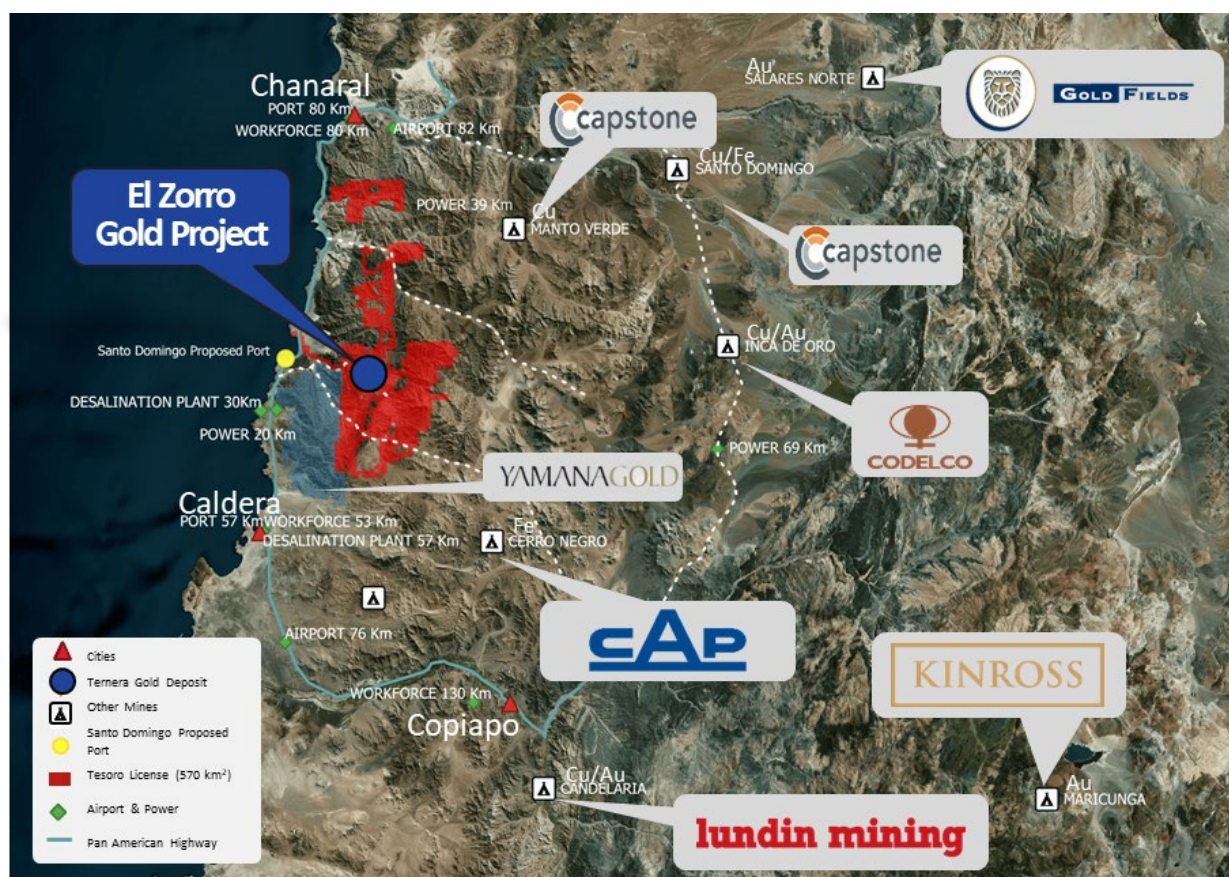 Chanaral
PORT 80 Km
WORKFORCE 80 Km
AIRPORT 82 Km
capstone
Au
SALARES NORTE
GOLD FIELDS
Cu/Fe
SANTO DOMINGO
El Zorro
Gold Project
POWER 39 Km
Cu
MANTO VERDE
capstone
Santo Domingo Proposed Port
Cu/Au
INCA DE ORO
DESALINATION PLANT 30Km
POWER 20 Km
CODELCO
POWER 69 Km
YAMANAGOLD
Caldera
PORT 57 Km
WORKFORCE 53 Km
DESALINATION PLANT 57 Km
Fe
CERRO NEGRO
CAP
AIRPORT 76 Km
WORKFORCE 130 Km
Copiapo
KINROSS
Cu/Au
CANDELARIA
lundin mining
Au
MARICUNGA
Cities
Ternera Gold Deposit
Other Mines
Santo Domingo Proposed
Port
Tesoro License (570 km²)
Airport & Power
Pan American Highway